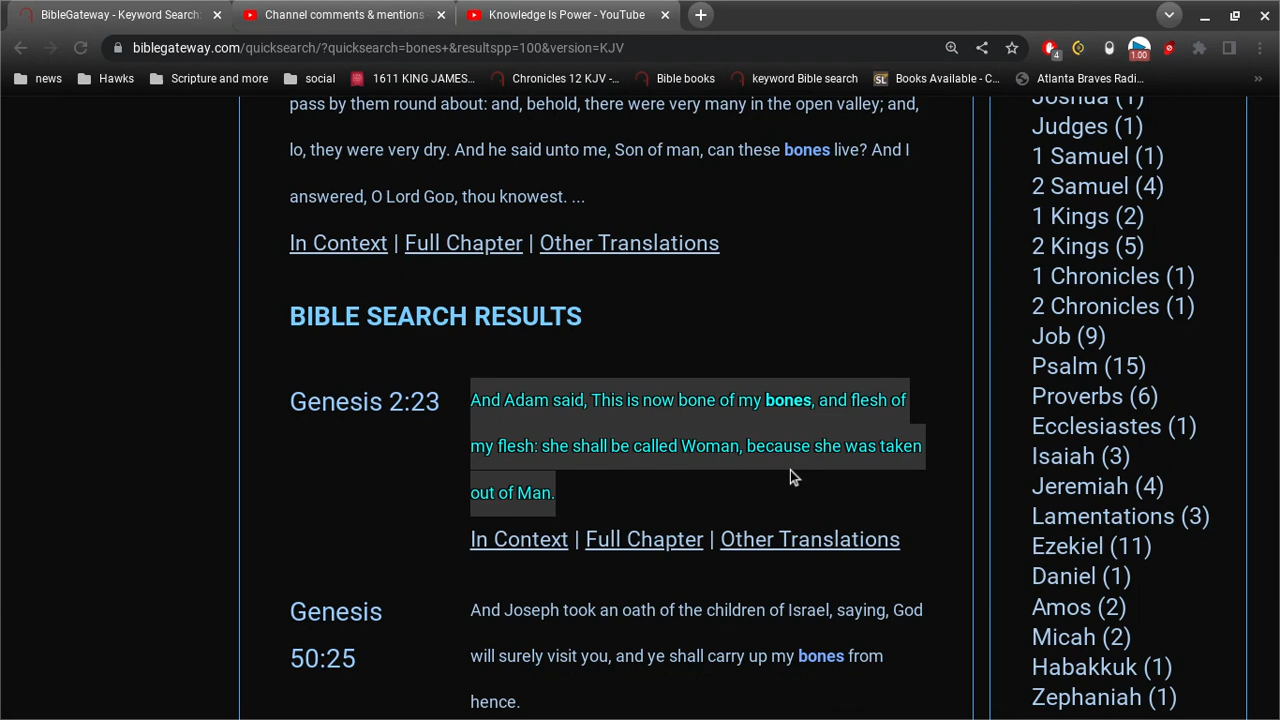 BibleGateway - Keyword Search:
Channel comments & mentions -
Knowledge Is Power - YouTube
biblegateway.com/quicksearch/?quicksearch=bones+&resultspp=100&version=KJV
4
1.00
news
Hawks
Scripture and more
social
1611 KING JAMES...
Chronicles 12 KJV -...
Bible books
keyword Bible search
SL Books Available - C...
Atlanta Braves Radi...
»
pass by them round about: and, behold, there were very many in the open valley; and,
lo, they were very dry. And he said unto me, Son of man, can these bones live? And I
answered, O Lord God, thou knowest. ...
In Context | Full Chapter | Other Translations
BIBLE SEARCH RESULTS
Genesis 2:23
And Adam said, This is now bone of my bones, and flesh of
my flesh: she shall be called Woman, because she was taken
out of Man.
In Context | Full Chapter | Other Translations
Genesis
50:25
And Joseph took an oath of the children of Israel, saying, God
will surely visit you, and ye shall carry up my bones from
hence.
Joshua (1)
Judges (1)
1 Samuel (1)
2 Samuel (4)
1 Kings (2)
2 Kings (5)
1 Chronicles (1)
2 Chronicles (1)
Job (9)
Psalm (15)
Proverbs (6)
Ecclesiastes (1)
Isaiah (3)
Jeremiah (4)
Lamentations (3)
Ezekiel (11)
Daniel (1)
Amos (2)
Micah (2)
Habakkuk (1)
Zephaniah (1)